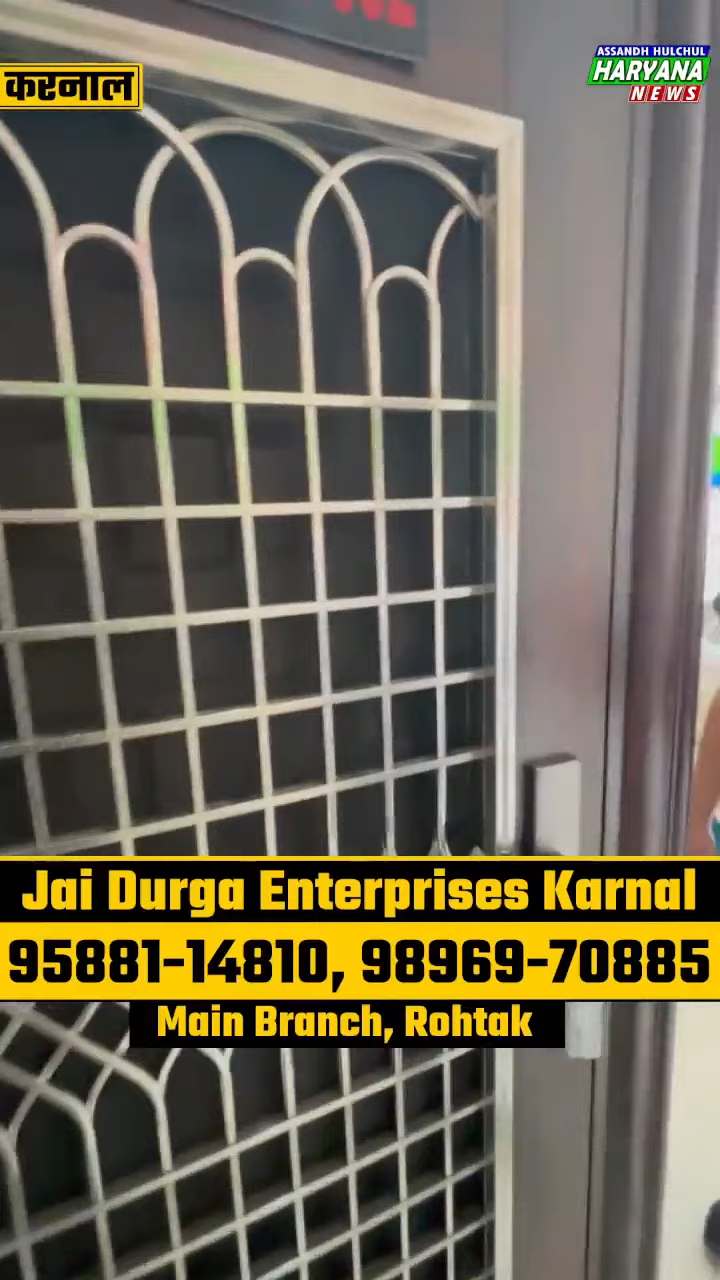 करनाल
ASSANDH HULCHUL
HARYANA
NEWS
Jai Durga Enterprises Karnal
95881-14810, 98969-70885
Main Branch, Rohtak